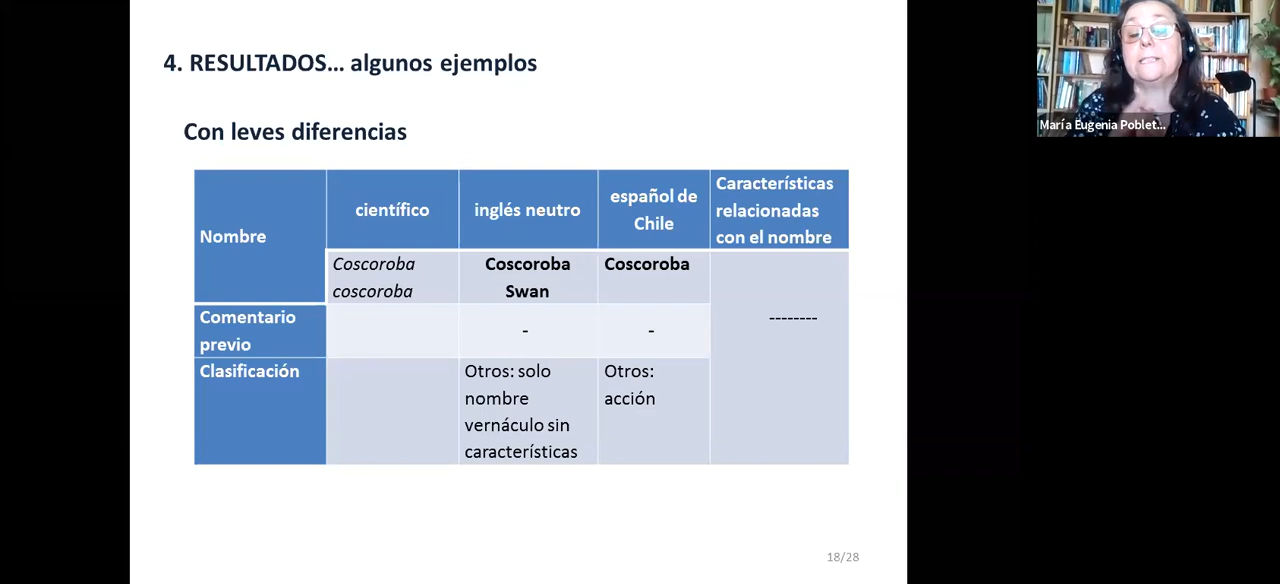 4. RESULTADOS... algunos ejemplos
Con leves diferencias
Nombre
científico
inglés neutro
español de
Chile
Características
relacionadas
con el nombre
Coscoroba
coscoroba
Coscoroba
Swan
Coscoroba
--------
Comentario
previo
-
-
Clasificación
Otros: solo
nombre
vernáculo sin
características
Otros:
acción
18/28
María Eugenia Poblet...